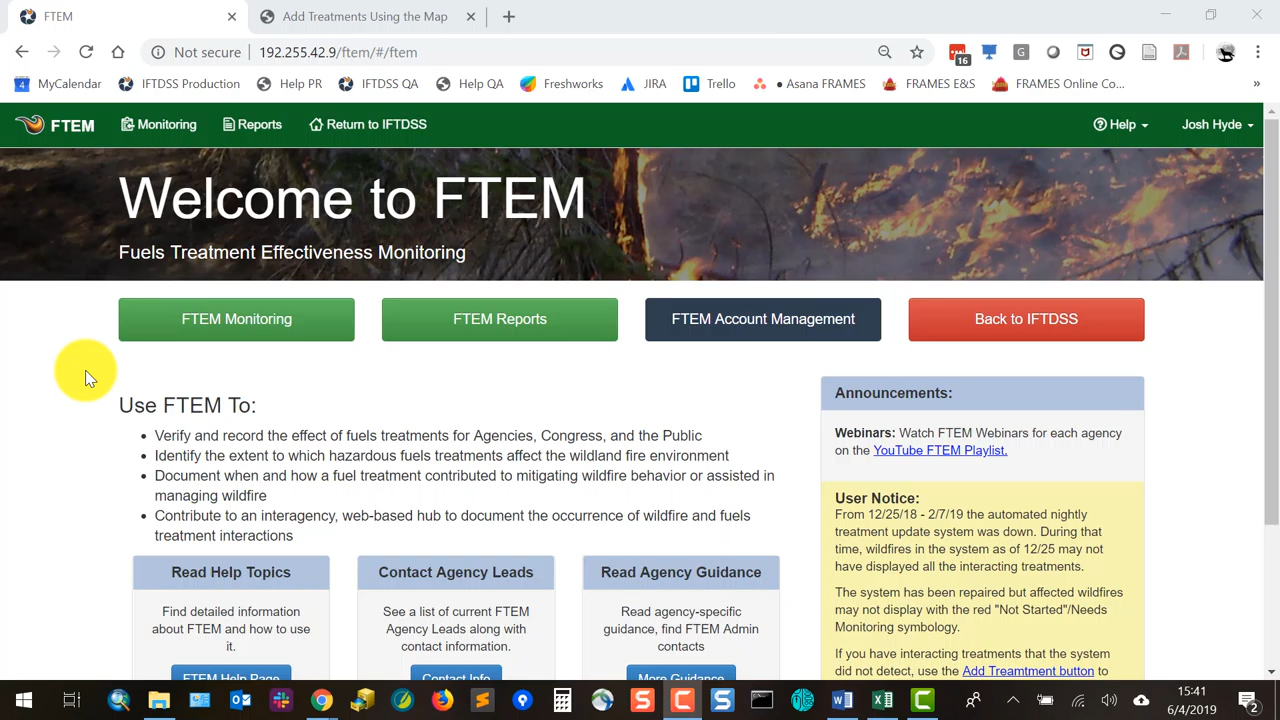 FTEM
Add Treatments Using the Map
Not secure 192.255.42.9/ftem/#/ftem
16
4 MyCalendar IFTDSS Production Help PR IFTDSS QA Help QA Freshworks JIRA Trello • Asana FRAMES FRAMES E&S FRAMES Online Co... »
FTEM Monitoring Reports Return to IFTDSS Help Josh Hyde
Welcome to FTEM
Fuels Treatment Effectiveness Monitoring
FTEM Monitoring FTEM Reports FTEM Account Management Back to IFTDSS
Use FTEM To:
• Verify and record the effect of fuels treatments for Agencies, Congress, and the Public
• Identify the extent to which hazardous fuels treatments affect the wildland fire environment
• Document when and how a fuel treatment contributed to mitigating wildfire behavior or assisted in
managing wildfire
• Contribute to an interagency, web-based hub to document the occurrence of wildfire and fuels
treatment interactions
Read Help Topics
Find detailed information
about FTEM and how to use
it.
FTEM Help Page
Contact Agency Leads
See a list of current FTEM
Agency Leads along with
contact information.
Contact Info
Read Agency Guidance
Read agency-specific
guidance, find FTEM Admin
contacts
More Guidance
Announcements:
Webinars: Watch FTEM Webinars for each agency
on the YouTube FTEM Playlist.
User Notice:
From 12/25/18 - 2/7/19 the automated nightly
treatment update system was down. During that
time, wildfires in the system as of 12/25 may not
have displayed all the interacting treatments.
The system has been repaired but affected wildfires
may not display with the red "Not Started"/Needs
Monitoring symbology.
If you have interacting treatments that the system
did not detect, use the Add Treamtment button to
15:41
6/4/2019
2